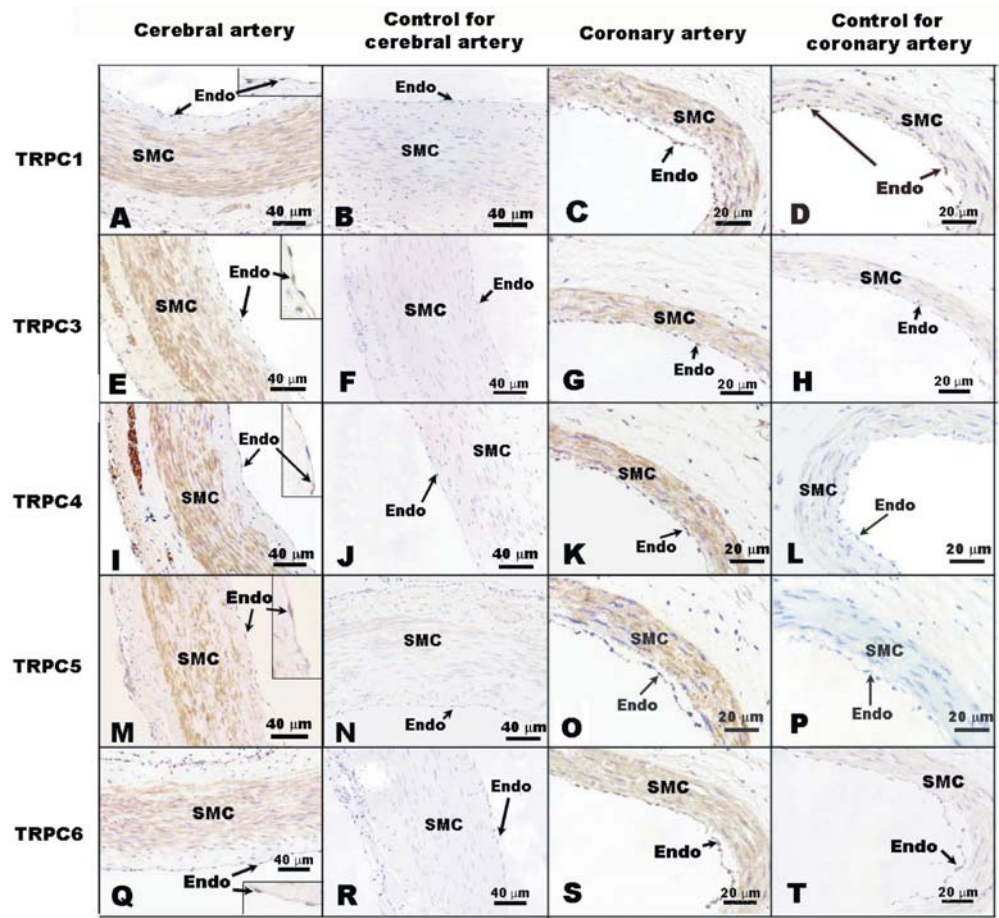 Cerebral artery
Control for
cerebral artery
Coronary artery
Control for
coronary artery
TRPC1
Endo
SMC
A
40 μm
Endo
SMC
B
40 μm
SMC
Endo
C
20 μm
SMC
Endo
D
20 μm
TRPC3
Endo
SMC
E
40 μm
SMC
Endo
F
40 μm
SMC
Endo
G
20 μm
SMC
Endo
H
20 μm
TRPC4
Endo
SMC
I
40 μm
SMC
Endo
J
40 μm
SMC
Endo
K
20 μm
SMC
Endo
L
20 μm
TRPC5
Endo
SMC
M
40 μm
SMC
Endo
N
40 μm
SMC
Endo
O
20 μm
SMC
Endo
P
20 μm
TRPC6
SMC
40 μm
Endo
Q
Endo
SMC
R
40 μm
SMC
Endo
S
20 μm
SMC
Endo
T
20 μm